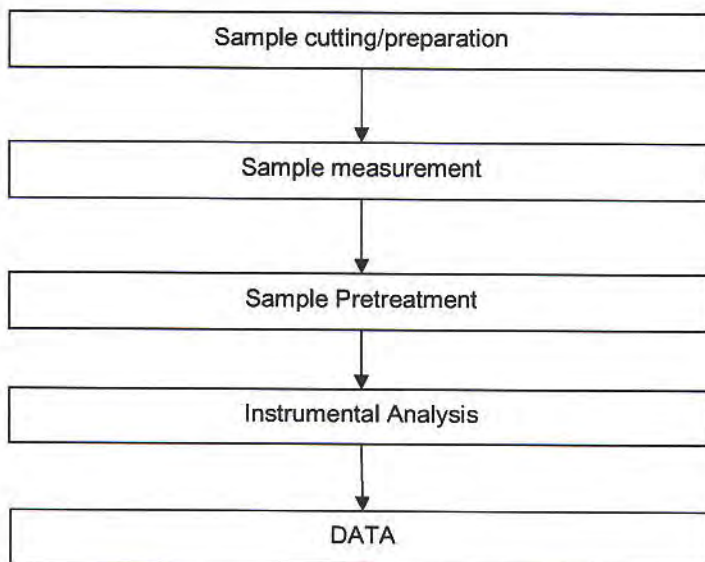 Sample cutting/preparation
Sample measurement
Sample Pretreatment
Instrumental Analysis
DATA